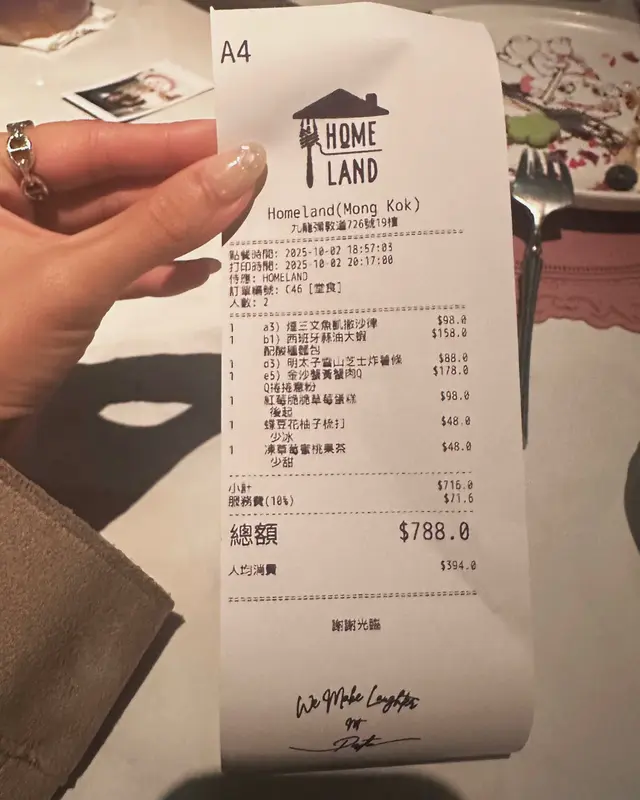 A4
HOME
LAND
Homeland(Mong Kok)
九龍彌敦道726號19樓
點餐時間: 2025-10-02 18:57:03
打印時間: 2025-10-02 20:17:00
侍應: HOMELAND
訂單編號: C46 [堂食]
人數: 2
1 a3) 煙三文魚凱撒沙律 $98.0
1 b1) 西班牙蒜油大蝦 $158.0
配酸種麵包
1 d3) 明太子雪山芝士炸薯條 $88.0
1 e5) 金沙蟹黃蟹肉Q $178.0
Q捲捲意粉
1 紅莓脆脆草莓蛋糕 $98.0
後起
1 蝶豆花柚子梳打 $48.0
少冰
1 凍草莓蜜桃果茶 $48.0
少甜
小計 $716.0
服務費(10%) $71.6
總額 $788.0
人均消費 $394.0
謝謝光臨
We Make Laughter